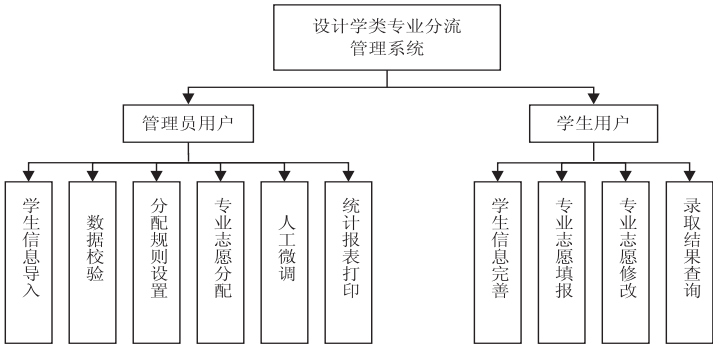 设计学类专业分流
管理系统
管理员用户
学生用户
学生信息导入
数据校验
分配规则设置
专业志愿分配
人工微调
统计报表打印
学生信息完善
专业志愿填报
专业志愿修改
录取结果查询